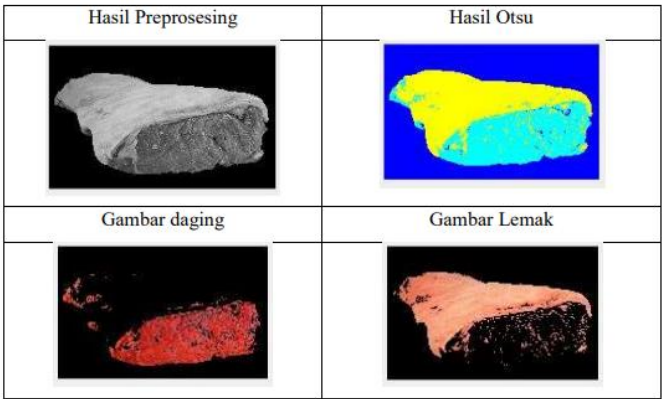 Hasil Preprosesing
Hasil Otsu
Gambar daging
Gambar Lemak